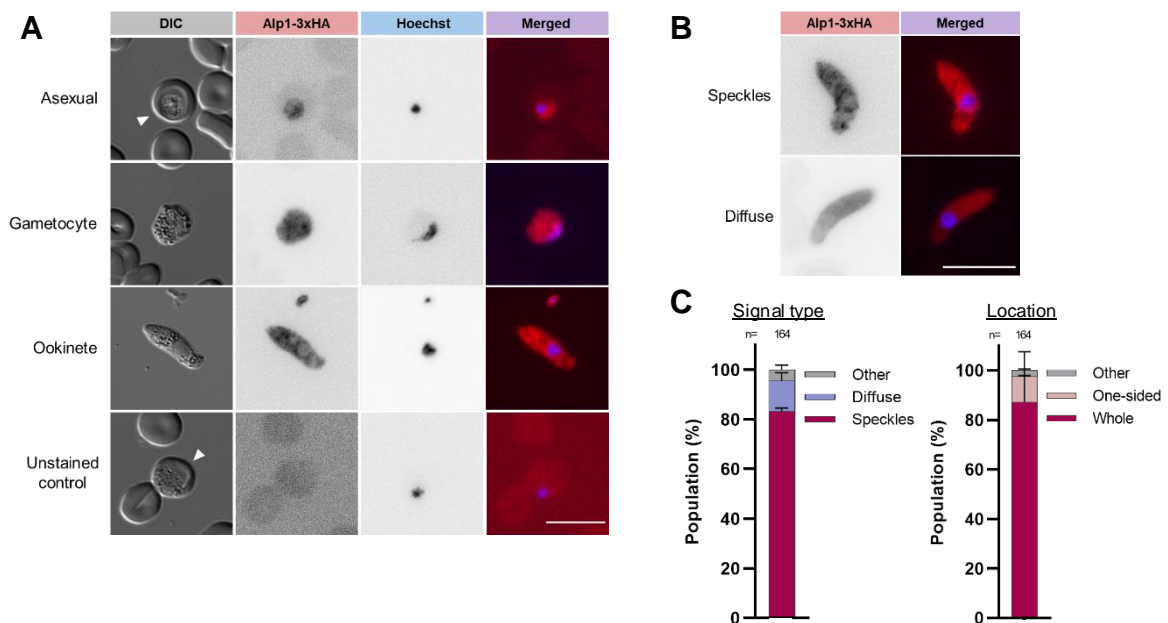 A
DIC
Alp1-3xHA
Hoechst
Merged
Asexual
Gametocyte
Ookinete
Unstained
control
B
Alp1-3xHA
Merged
Speckles
Diffuse
C
Signal type
n= 164
Population (%)
100
80
60
40
20
0
Other
Diffuse
Speckles
Location
n= 164
Population (%)
100
80
60
40
20
0
Other
One-sided
Whole